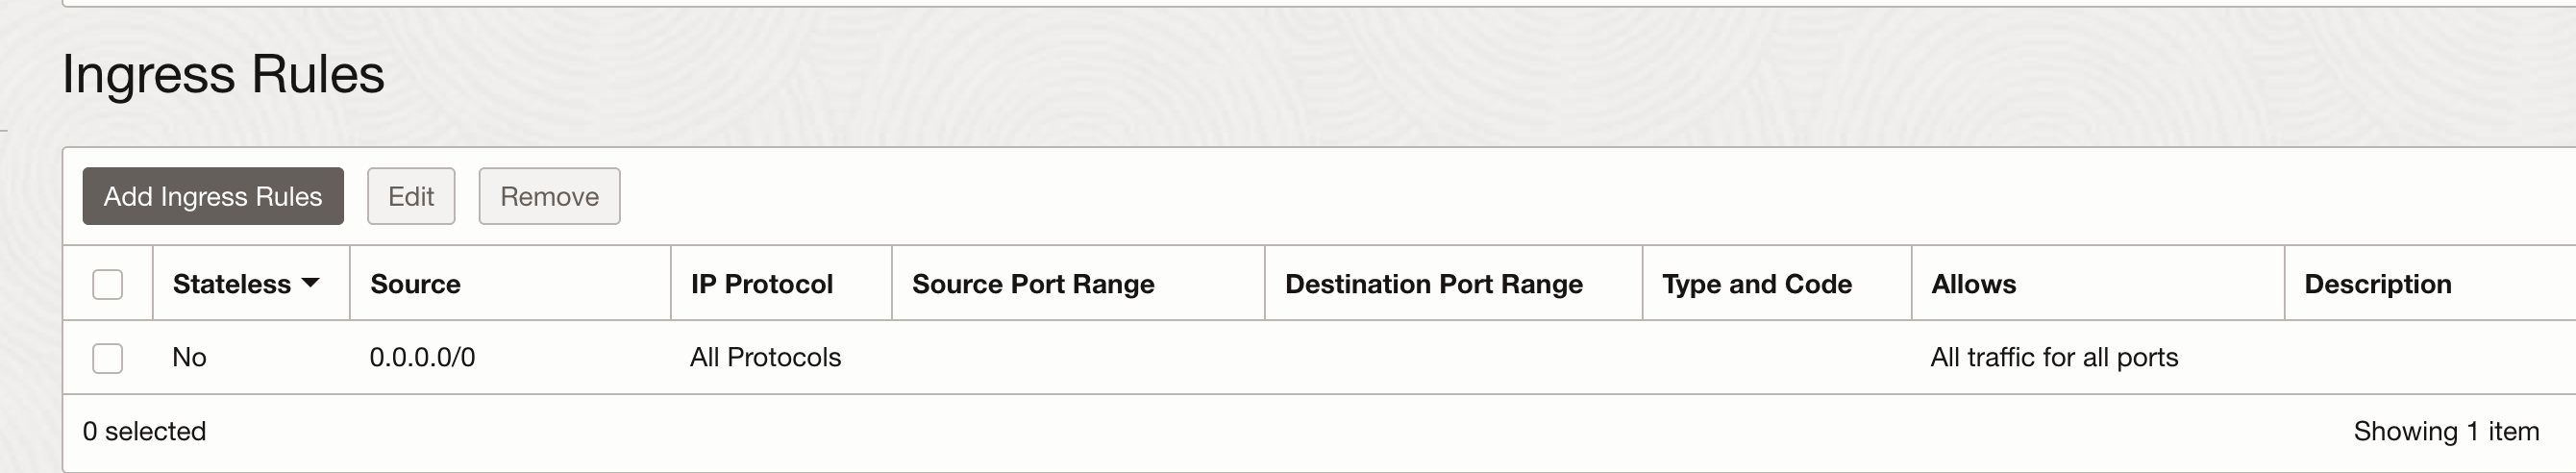 Ingress Rules
Add Ingress Rules Edit Remove
Stateless Source IP Protocol Source Port Range Destination Port Range Type and Code Allows Description
No 0.0.0.0/0 All Protocols All traffic for all ports
0 selected Showing 1 item